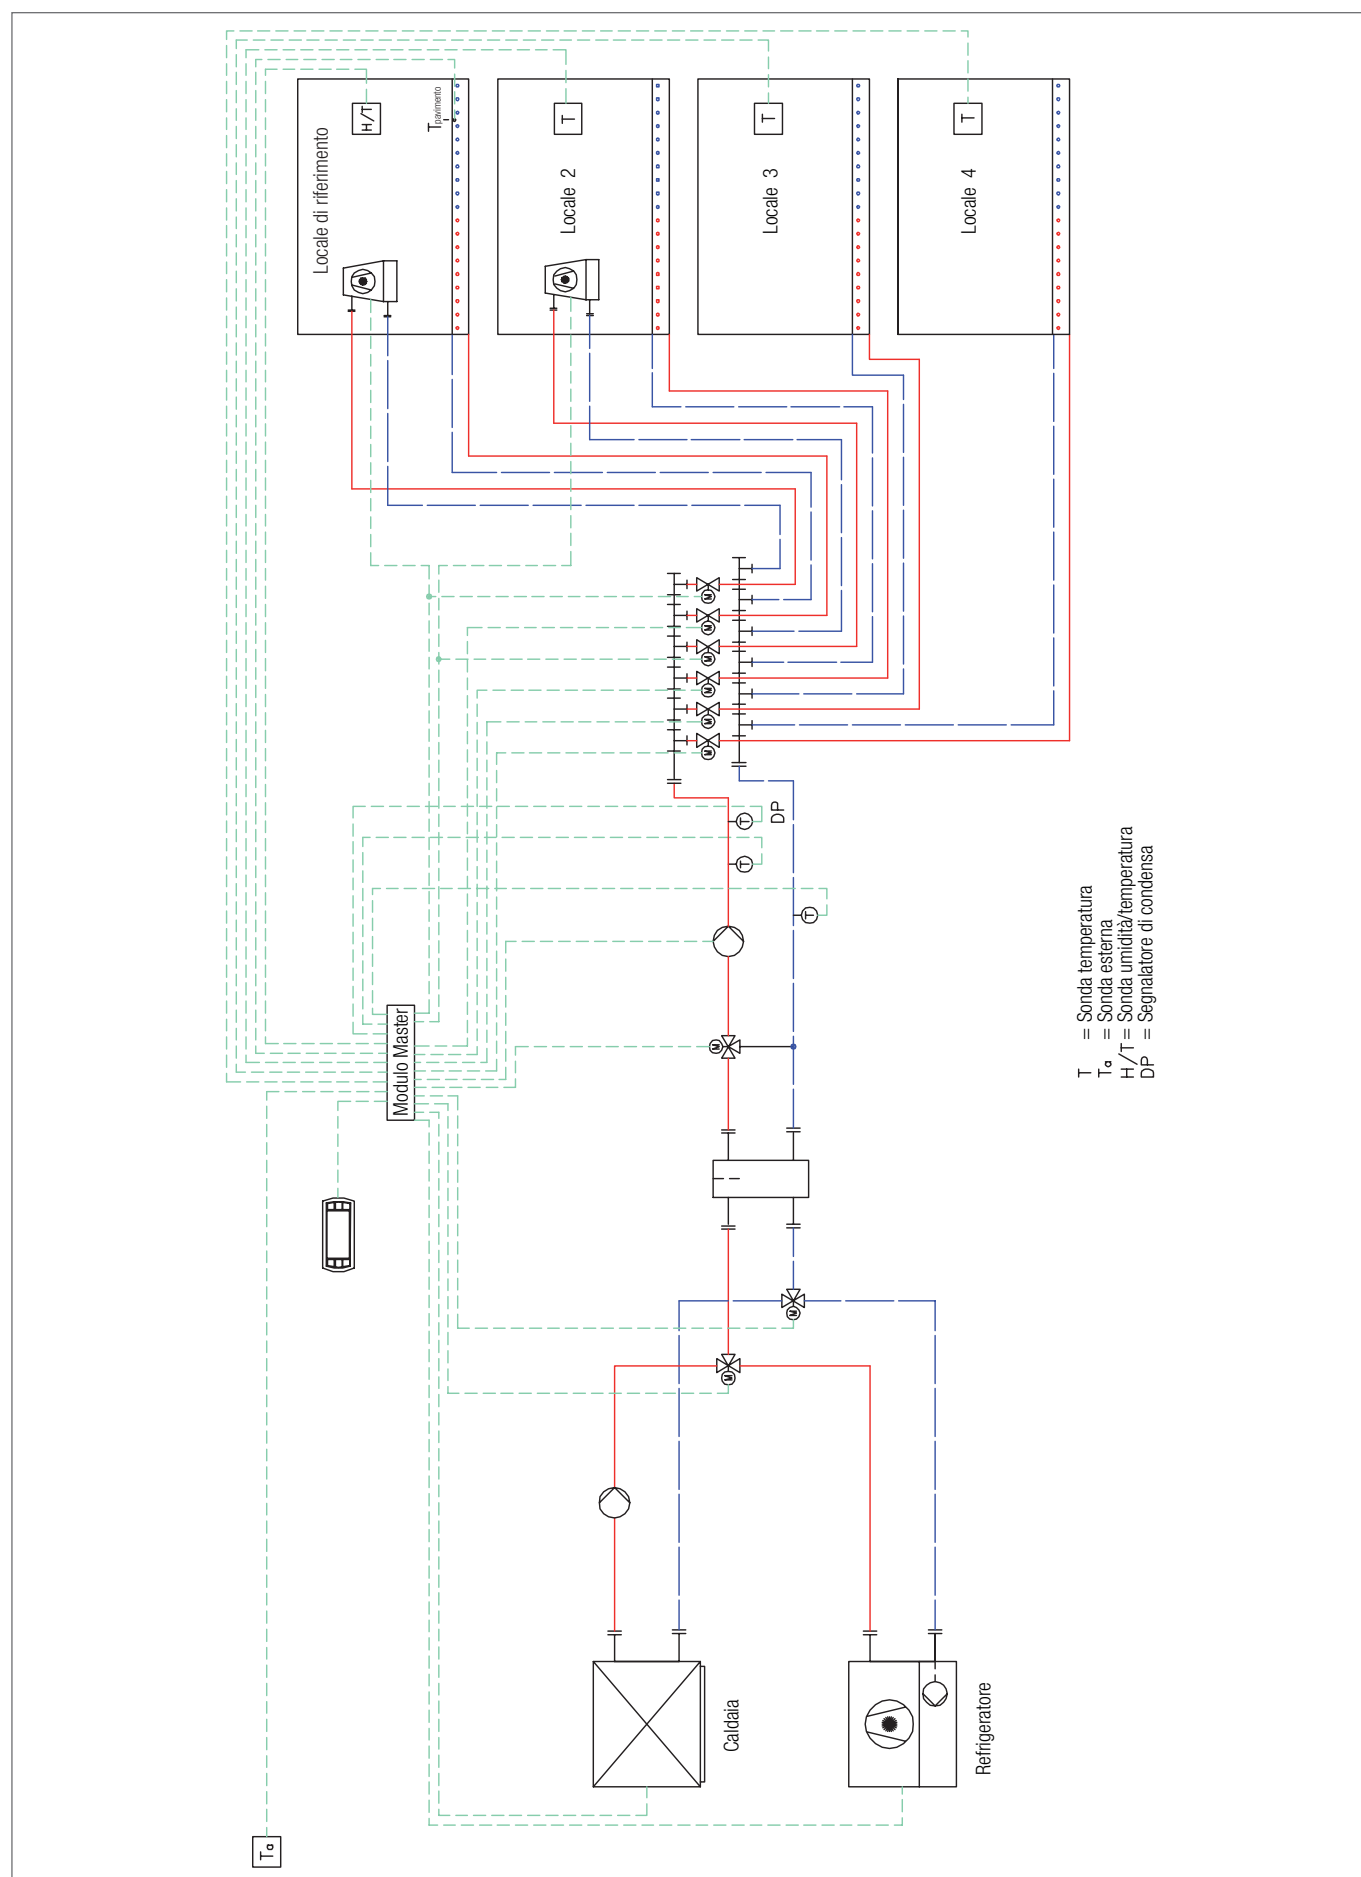 Locale di riferimento
H/T
Tpavimento
Locale 2
T
Locale 3
T
Locale 4
T
M
M
M
M
M
M
T
DP
T
T
M
Modulo Master
M
M
Caldaia
Refrigeratore
Ta
T = Sonda temperatura
Ta = Sonda esterna
H/T = Sonda umidità/temperatura
DP = Segnalatore di condensa